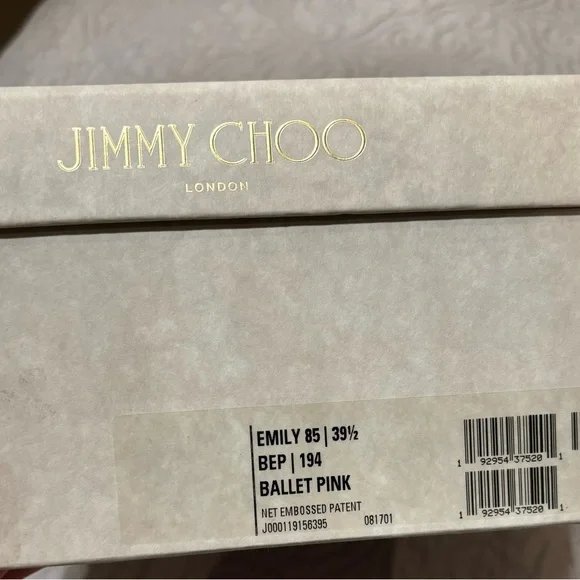 JIMMY CHOO
LONDON
EMILY 85 | 39½
BEP | 194
BALLET PINK
NET EMBOSSED PATENT
J000119156395 081701
1 92954 37520 1
1 92954 37520 1